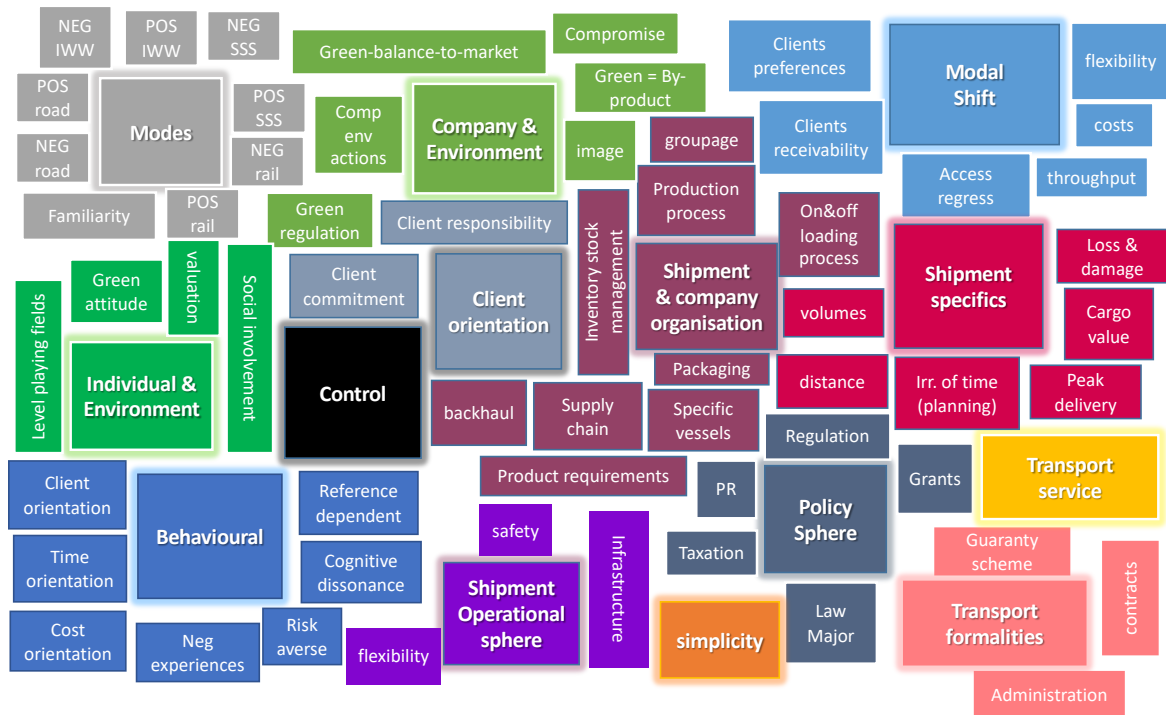 NEG
IWW
POS
IWW
NEG
SSS
POS
road
Modes
POS
SSS
NEG
road
NEG
rail
Familiarity
POS
rail
Green-balance-to-market
Compromise
Green = By-
product
Comp
env
actions
Company &
Environment
image
Green
regulation
Clients
preferences
Modal
Shift
flexibility
Clients
receivability
costs
Access
regress
throughput
groupage
Production
process
On&off
loading
process
Inventory stock
management
Shipment
& company
organisation
volumes
Packaging
distance
backhaul
Supply
chain
Specific
vessels
Product requirements
Shipment
specifics
Loss &
damage
Cargo
value
Irr. of time
(planning)
Peak
delivery
Client responsibility
Client
commitment
Client
orientation
Control
Level playing fields
Green
attitude
valuation
Social involvement
Individual &
Environment
Client
orientation
Behavioural
Reference
dependent
Time
orientation
Cognitive
dissonance
Cost
orientation
Neg
experiences
Risk
averse
safety
Infrastructure
Shipment
Operational
sphere
flexibility
simplicity
Regulation
PR
Policy
Sphere
Grants
Taxation
Law
Major
Transport
service
Guaranty
scheme
contracts
Transport
formalities
Administration